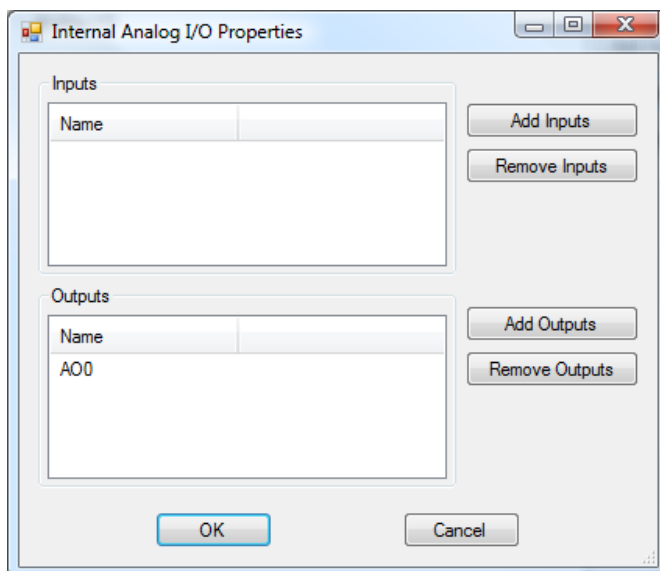 Internal Analog I/O Properties
Inputs
Name
Add Inputs
Remove Inputs
Outputs
Name
AO0
Add Outputs
Remove Outputs
OK
Cancel